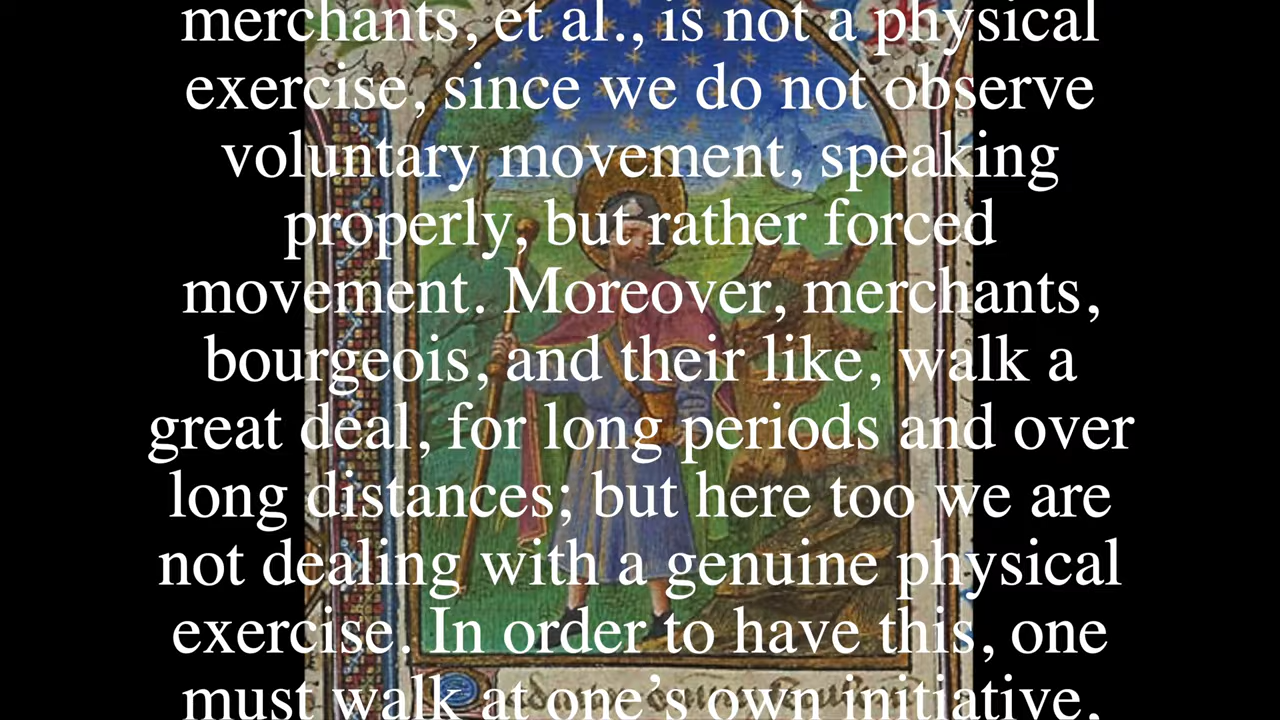 merchants, et al., is not a physical
exercise, since we do not observe
voluntary movement, speaking
properly, but rather forced
movement. Moreover, merchants,
bourgeois, and their like, walk a
great deal, for long periods and over
long distances; but here too we are
not dealing with a genuine physical
exercise. In order to have this, one
must walk at one’s own initiative,